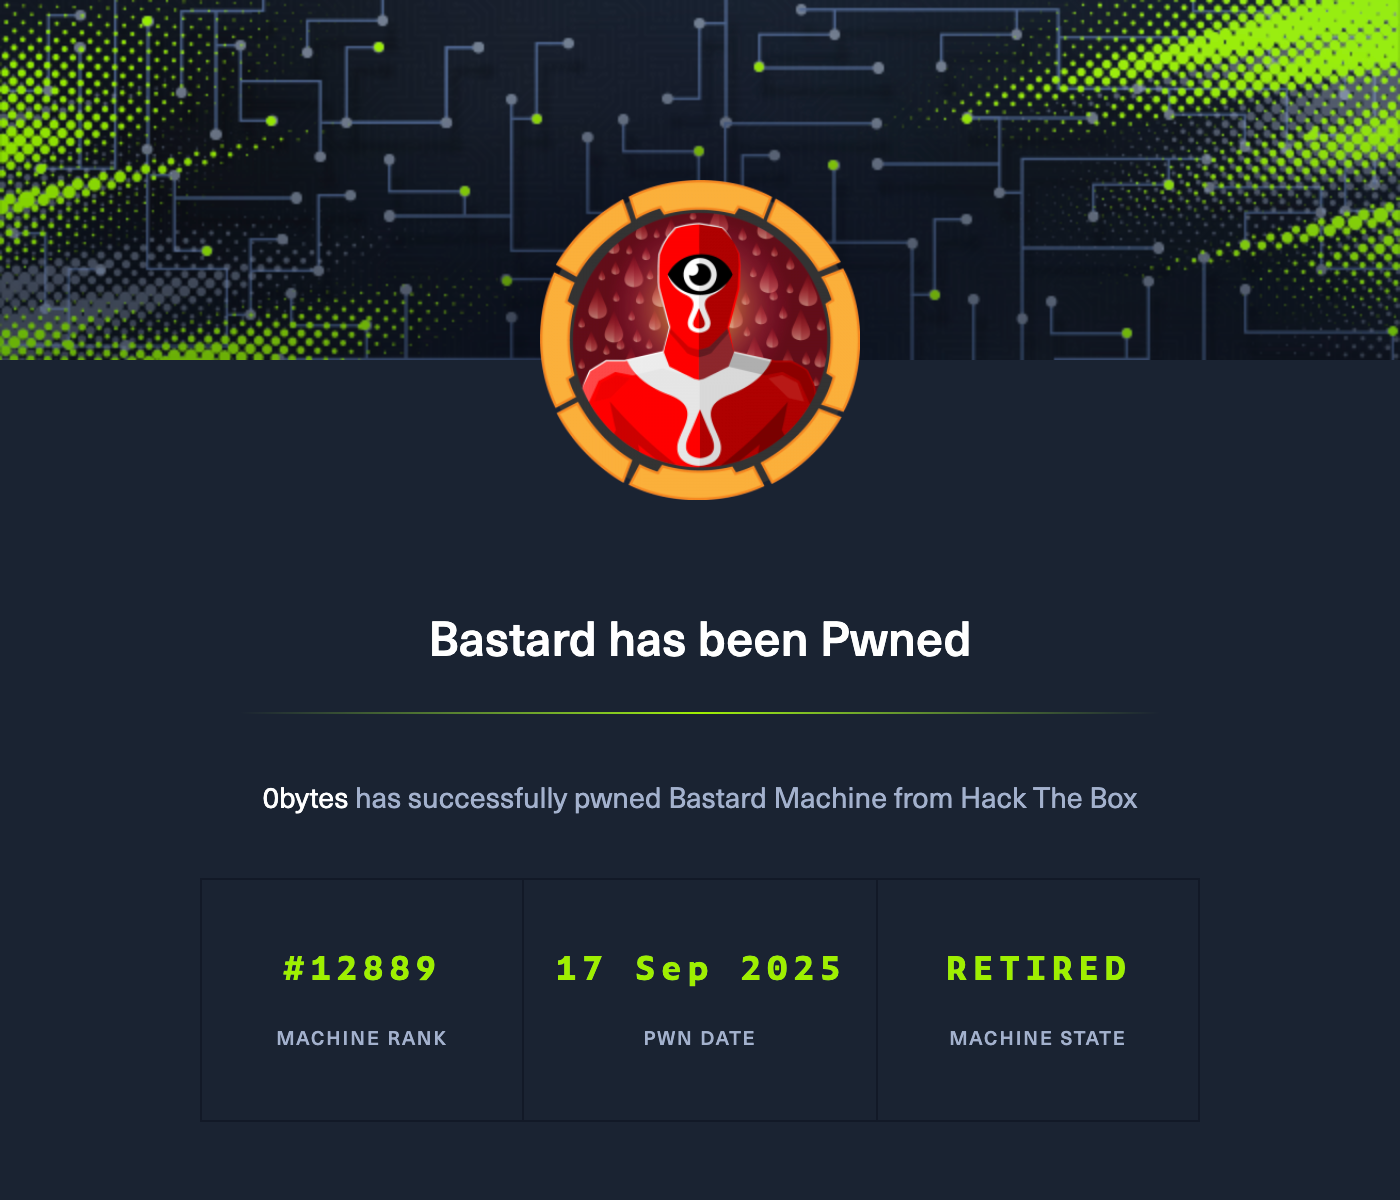 Bastard has been Pwned
0bytes has successfully pwned Bastard Machine from Hack The Box
#12889
MACHINE RANK
17 Sep 2025
PWN DATE
RETIRED
MACHINE STATE